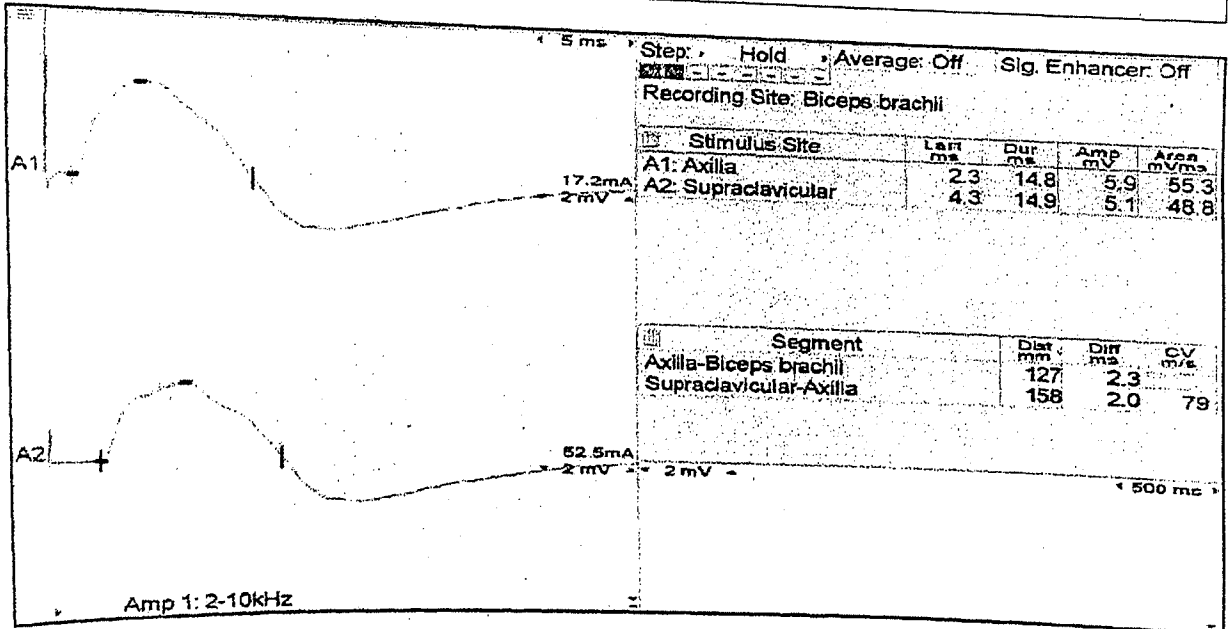 5 ms
Step: Hold Average: Off Sig. Enhancer: Off
Recording Site: Biceps brachii
Stimulus Site Lat1 ms Dur. ms Amp mV Area mVms
A1: Axilla 2.3 14.8 5.9 55.3
A2: Supraclavicular 4.3 14.9 5.1 48.8
A1
17.2mA
2 mV
Segment Dist mm Diff ms CV m/s
Axilla-Biceps brachii 127 2.3
Supraclavicular-Axilla 158 2.0 79
A2
52.5mA
2 mV 2 mV
500 ms
Amp 1: 2-10kHz